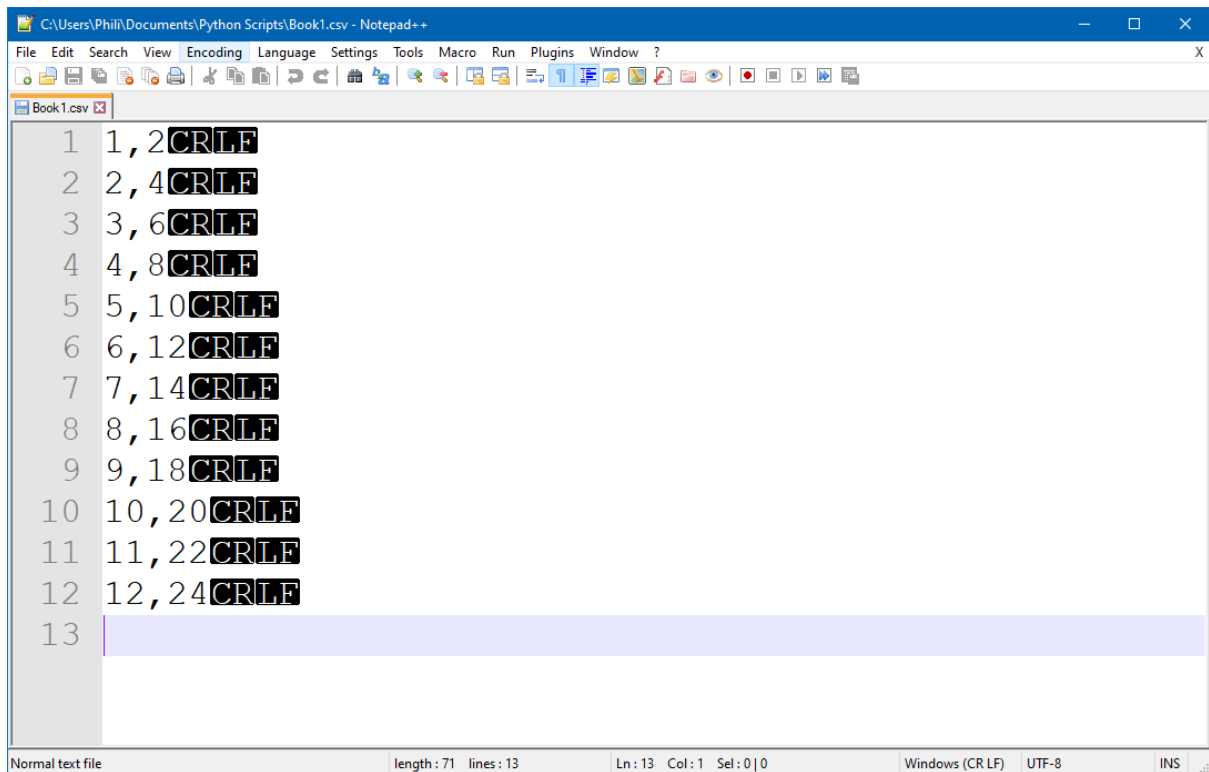 C:\Users\Phili\Documents\Python Scripts\Book1.csv - Notepad++
File Edit Search View Encoding Language Settings Tools Macro Run Plugins Window ? X
Book1.csv
1 1,2CRLF
2 2,4CRLF
3 3,6CRLF
4 4,8CRLF
5 5,10CRLF
6 6,12CRLF
7 7,14CRLF
8 8,16CRLF
9 9,18CRLF
10 10,20CRLF
11 11,22CRLF
12 12,24CRLF
13
Normal text file length : 71 lines : 13 Ln : 13 Col : 1 Sel : 0 | 0 Windows (CR LF) UTF-8 INS